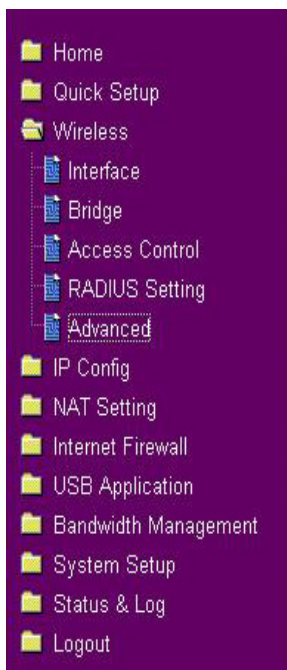 Home
Quick Setup
Wireless
Interface
Bridge
Access Control
RADIUS Setting
Advanced
IP Config
NAT Setting
Internet Firewall
USB Application
Bandwidth Management
System Setup
Status & Log
Logout